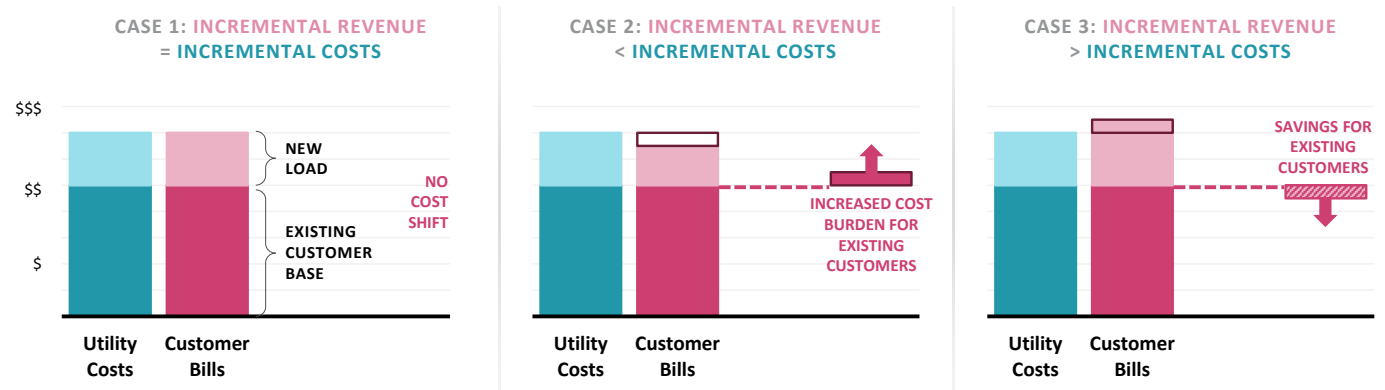 CASE 1: INCREMENTAL REVENUE
= INCREMENTAL COSTS
$$$
$$
$
NEW
LOAD
NO
COST
SHIFT
EXISTING
CUSTOMER
BASE
Utility
Costs
Customer
Bills
CASE 2: INCREMENTAL REVENUE
< INCREMENTAL COSTS
INCREASED COST
BURDEN FOR
EXISTING
CUSTOMERS
Utility
Costs
Customer
Bills
CASE 3: INCREMENTAL REVENUE
> INCREMENTAL COSTS
SAVINGS FOR
EXISTING
CUSTOMERS
Utility
Costs
Customer
Bills